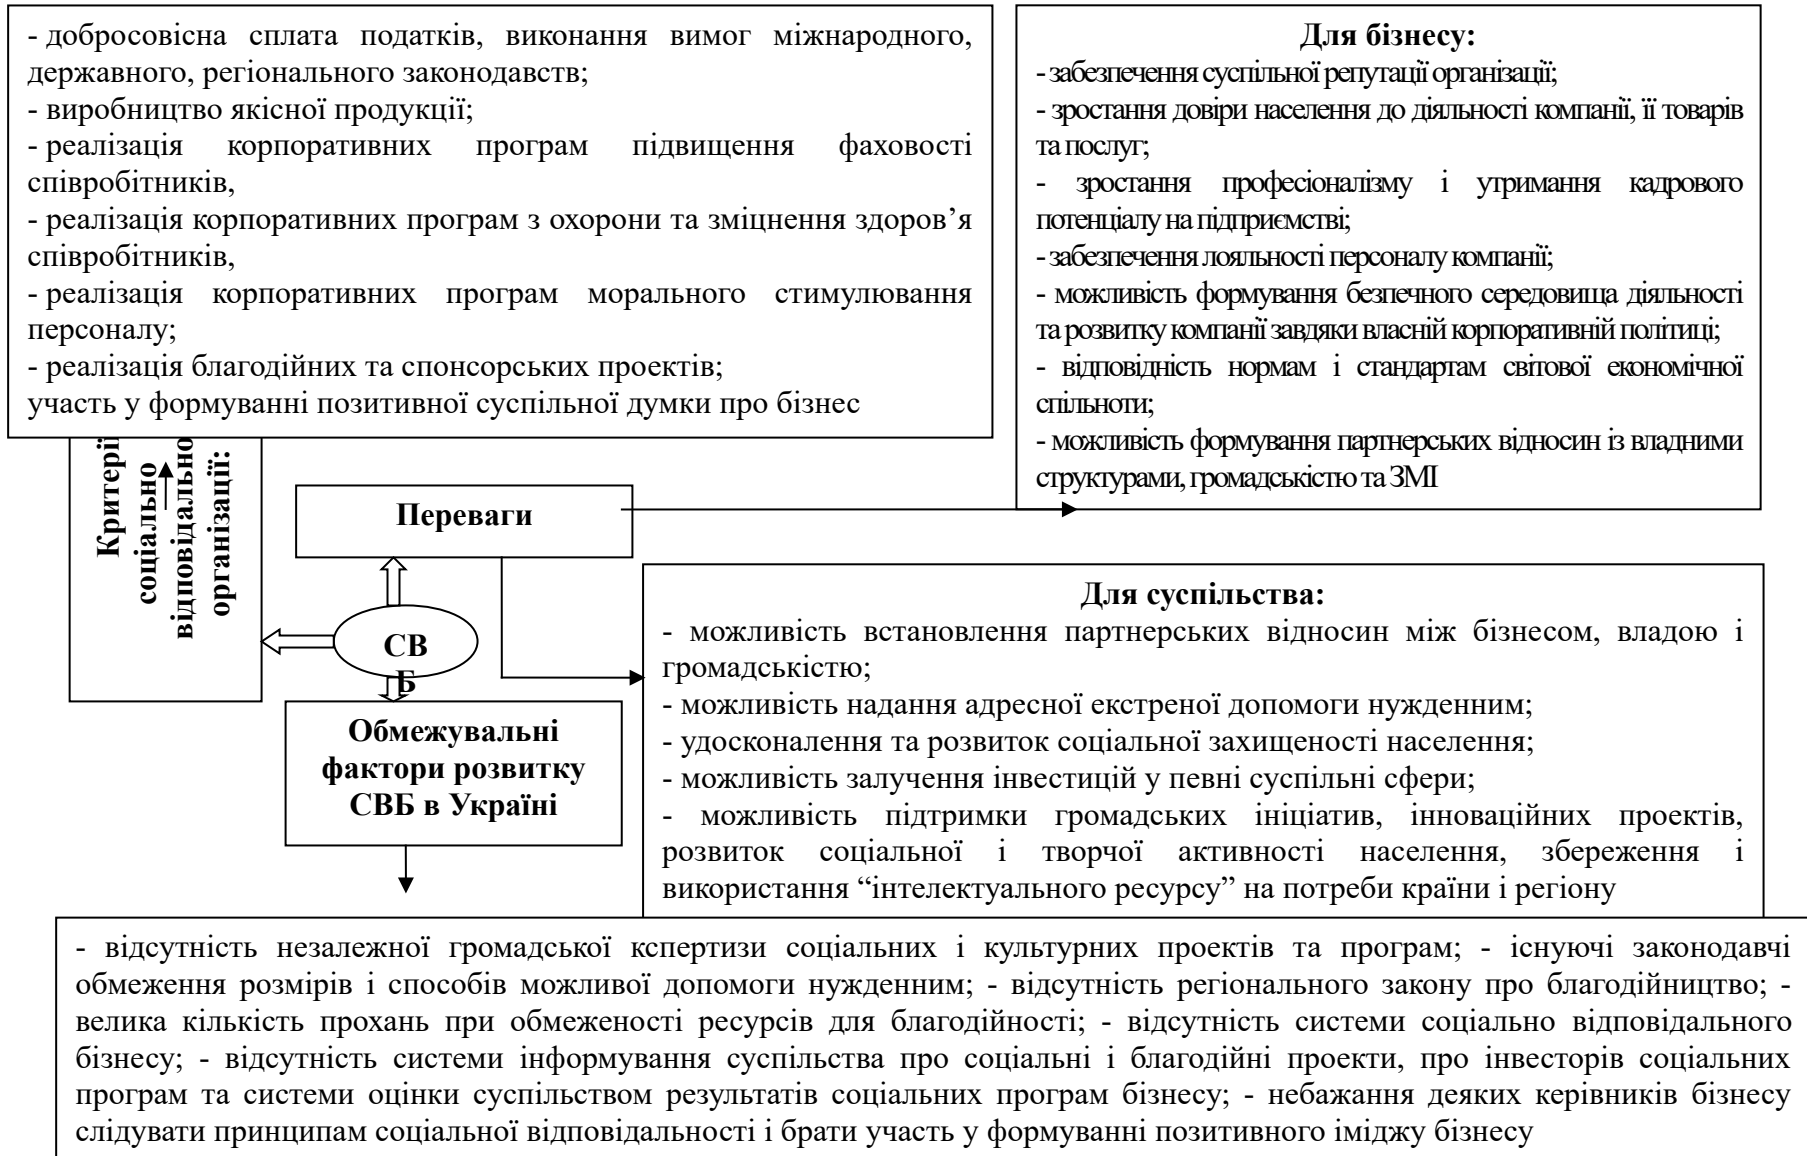 - добросовісна сплата податків, виконання вимог міжнародного,
державного, регіонального законодавств;
- виробництво якісної продукції;
- реалізація корпоративних програм підвищення фаховості
співробітників,
- реалізація корпоративних програм з охорони та зміцнення здоров’я
співробітників,
- реалізація корпоративних програм морального стимулювання
персоналу;
- реалізація благодійних та спонсорських проектів;
участь у формуванні позитивної суспільної думки про бізнес
Для бізнесу:
- забезпечення суспільної репутації організації;
- зростання довіри населення до діяльності компанії, її товарів
та послуг;
- зростання професіоналізму і утримання кадрового
потенціалу на підприємстві;
- забезпечення лояльності персоналу компанії;
- можливість формування безпечного середовища діяльності
та розвитку компанії завдяки власній корпоративній політиці;
- відповідність нормам і стандартам світової економічної
спільноти;
- можливість формування партнерських відносин із владними
структурами, громадськістю та ЗМІ
Критерії
соціально
відповідально
організації:
Переваги
СВ
Б
Обмежувальні
фактори розвитку
СВБ в Україні
Для суспільства:
- можливість встановлення партнерських відносин між бізнесом, владою і
громадськістю;
- можливість надання адресної екстреної допомоги нужденним;
- удосконалення та розвиток соціальної захищеності населення;
- можливість залучення інвестицій у певні суспільні сфери;
- можливість підтримки громадських ініціатив, інноваційних проектів,
розвиток соціальної і творчої активності населення, збереження і
використання “інтелектуального ресурсу” на потреби країни і регіону
- відсутність незалежної громадської кспертизи соціальних і культурних проектів та програм; - існуючі законодавчі
обмеження розмірів і способів можливої допомоги нужденним; - відсутність регіонального закону про благодійництво; -
велика кількість прохань при обмеженості ресурсів для благодійності; - відсутність системи соціально відповідального
бізнесу; - відсутність системи інформування суспільства про соціальні і благодійні проекти, про інвесторів соціальних
програм та системи оцінки суспільством результатів соціальних програм бізнесу; - небажання деяких керівників бізнесу
слідувати принципам соціальної відповідальності і брати участь у формуванні позитивного іміджу бізнесу